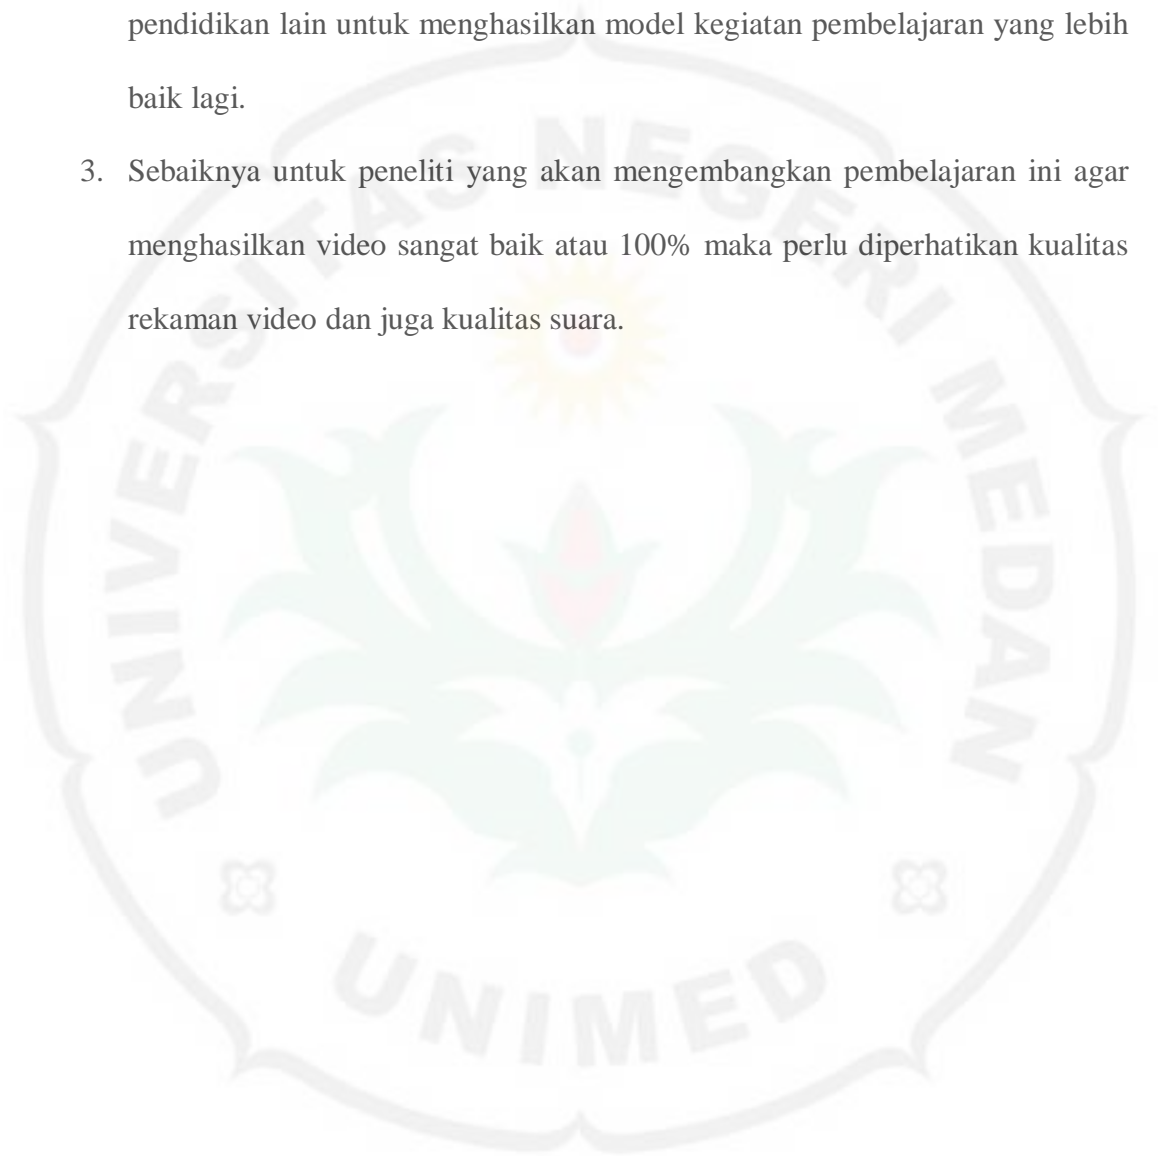 pendidikan lain untuk menghasilkan model kegiatan pembelajaran yang lebih
baik lagi.
3. Sebaiknya untuk peneliti yang akan mengembangkan pembelajaran ini agar
menghasilkan video sangat baik atau 100% maka perlu diperhatikan kualitas
rekaman video dan juga kualitas suara.
UNIVERSITAS NEGERI MEDAN
UNIMED